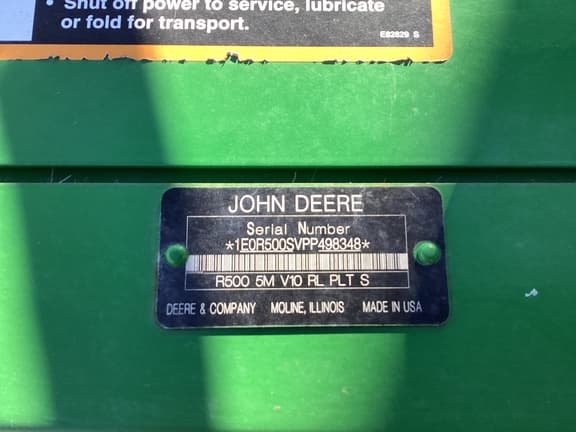 • Shut off power to service, lubricate
or fold for transport.
E82829 S
JOHN DEERE
Serial Number
*1E0R500SVPP498348*
R500 5M V10 RL PLT S
DEERE & COMPANY MOLINE, ILLINOIS MADE IN USA